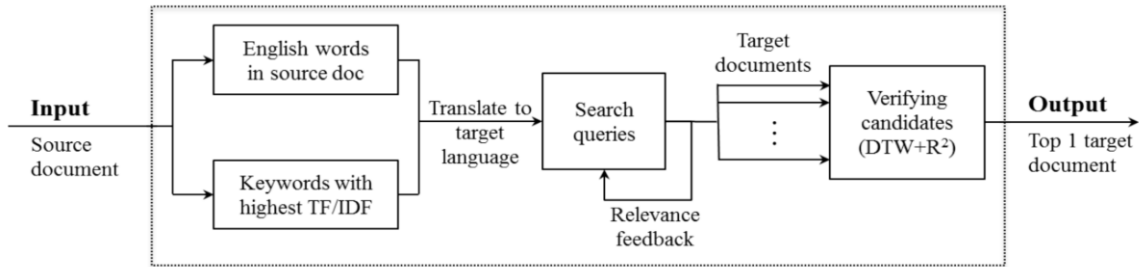 Input
Source
document
English words
in source doc
Keywords with
highest TF/IDF
Translate to
target
language
Search
queries
Relevance
feedback
Target
documents
Verifying
candidates
(DTW+R²)
Output
Top 1 target
document